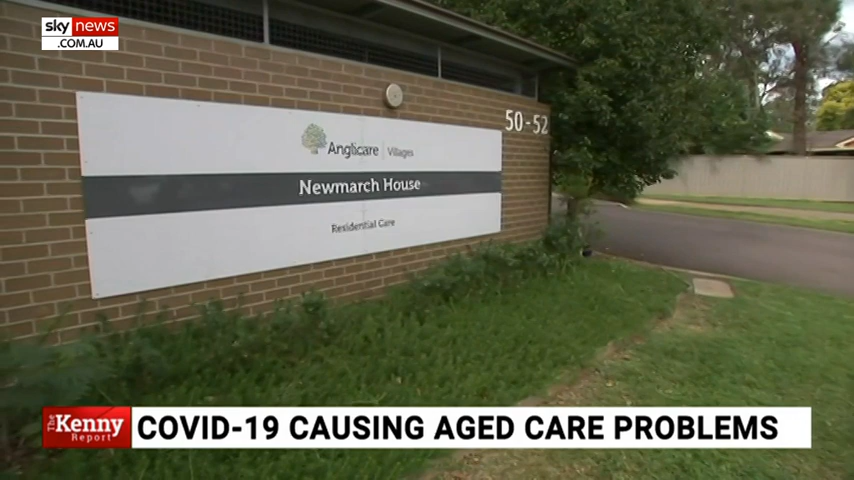 sky news
.COM.AU
50-52
Anglicare | Villages
Newmarch House
Residential Care
The
Kenny
Report
COVID-19 CAUSING AGED CARE PROBLEMS